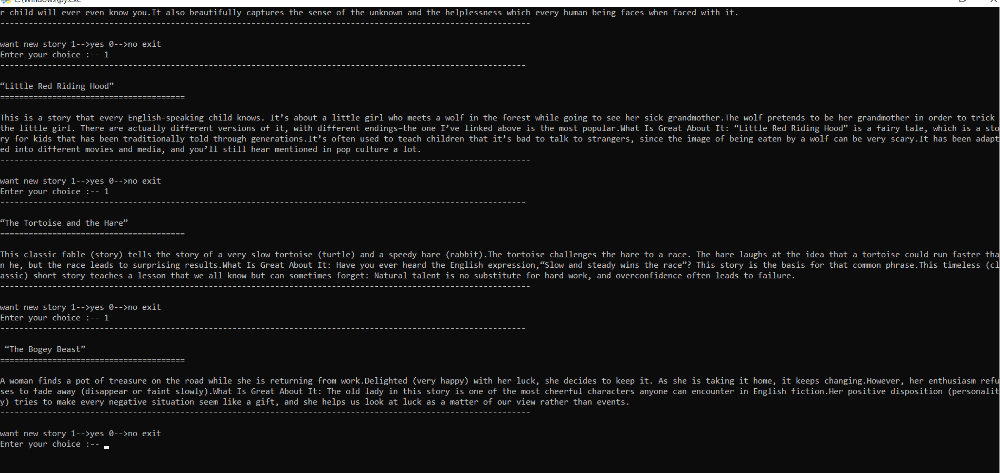 C:\Windows\py.exe
r child will ever even know you.It also beautifully captures the sense of the unknown and the helplessness which every human being faces when faced with it.
----------------------------------------------------------------------------------------------------------------
want new story 1-->yes 0-->no exit
Enter your choice :-- 1
---------------------------------------------------------------------------------------------------------------
“Little Red Riding Hood”
=======================================
This is a story that every English-speaking child knows. It’s about a little girl who meets a wolf in the forest while going to see her sick grandmother.The wolf pretends to be her grandmother in order to trick
the little girl. There are actually different versions of it, with different endings—the one I’ve linked above is the most popular.What Is Great About It: “Little Red Riding Hood” is a fairy tale, which is a sto
ry for kids that has been traditionally told through generations.It’s often used to teach children that it’s bad to talk to strangers, since the image of being eaten by a wolf can be very scary.It has been adapt
ed into different movies and media, and you’ll still hear mentioned in pop culture a lot.
----------------------------------------------------------------------------------------------------------------
want new story 1-->yes 0-->no exit
Enter your choice :-- 1
---------------------------------------------------------------------------------------------------------------
“The Tortoise and the Hare”
=======================================
This classic fable (story) tells the story of a very slow tortoise (turtle) and a speedy hare (rabbit).The tortoise challenges the hare to a race. The hare laughs at the idea that a tortoise could run faster tha
n he, but the race leads to surprising results.What Is Great About It: Have you ever heard the English expression,“Slow and steady wins the race”? This story is the basis for that common phrase.This timeless (cl
assic) short story teaches a lesson that we all know but can sometimes forget: Natural talent is no substitute for hard work, and overconfidence often leads to failure.
----------------------------------------------------------------------------------------------------------------
want new story 1-->yes 0-->no exit
Enter your choice :-- 1
---------------------------------------------------------------------------------------------------------------
“The Bogey Beast”
=======================================
A woman finds a pot of treasure on the road while she is returning from work.Delighted (very happy) with her luck, she decides to keep it. As she is taking it home, it keeps changing.However, her enthusiasm refu
ses to fade away (disappear or faint slowly).What Is Great About It: The old lady in this story is one of the most cheerful characters anyone can encounter in English fiction.Her positive disposition (personalit
y) tries to make every negative situation seem like a gift, and she helps us look at luck as a matter of our view rather than events.
----------------------------------------------------------------------------------------------------------------
want new story 1-->yes 0-->no exit
Enter your choice :--